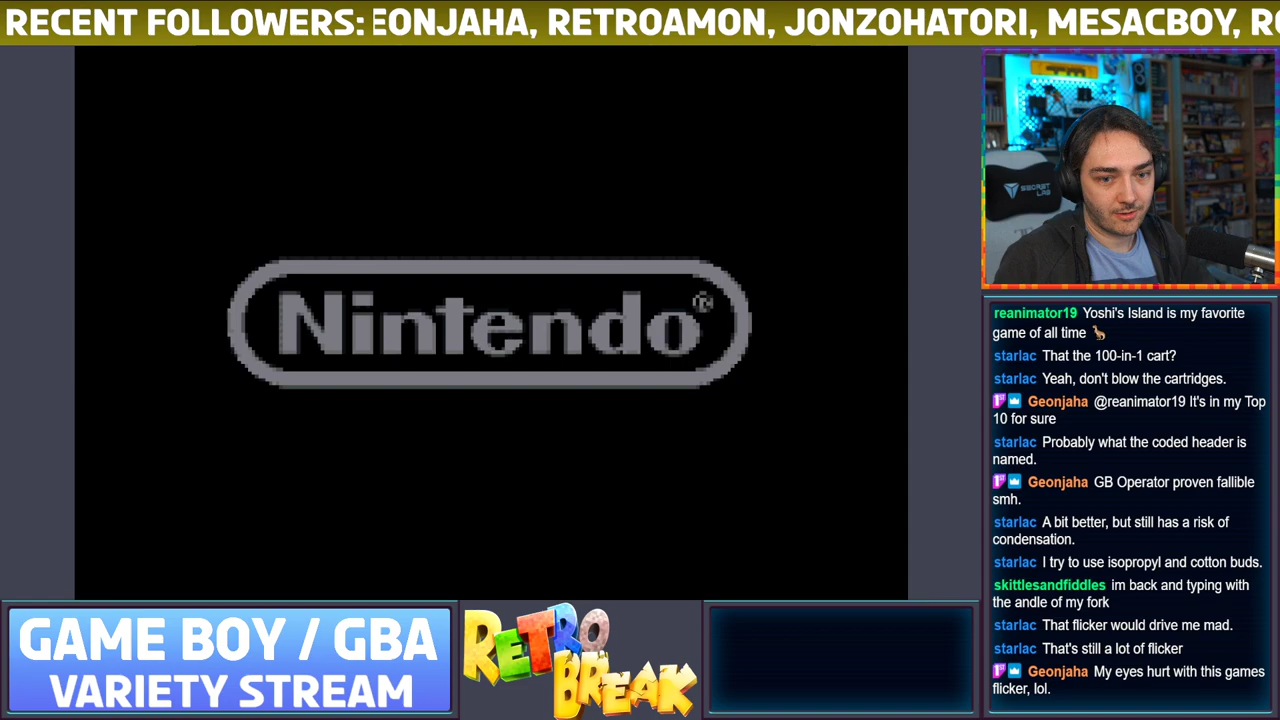 RECENT FOLLOWERS: EONJAHA, RETROAMON, JONZOHATORI, MESACBOY, R
Nintendo®
SECRET
LAB
reanimator19 Yoshi's Island is my favorite
game of all time
starlac That the 100-in-1 cart?
starlac Yeah, don't blow the cartridges.
Geonjaha @reanimator19 It's in my Top
10 for sure
starlac Probably what the coded header is
named.
Geonjaha GB Operator proven fallible
smh.
starlac A bit better, but still has a risk of
condensation.
starlac I try to use isopropyl and cotton buds.
skittlesandfiddles im back and typing with
the andle of my fork
starlac That flicker would drive me mad.
starlac That's still a lot of flicker
Geonjaha My eyes hurt with this games
flicker, lol.
GAME BOY / GBA
VARIETY STREAM
RETRO
BREAK